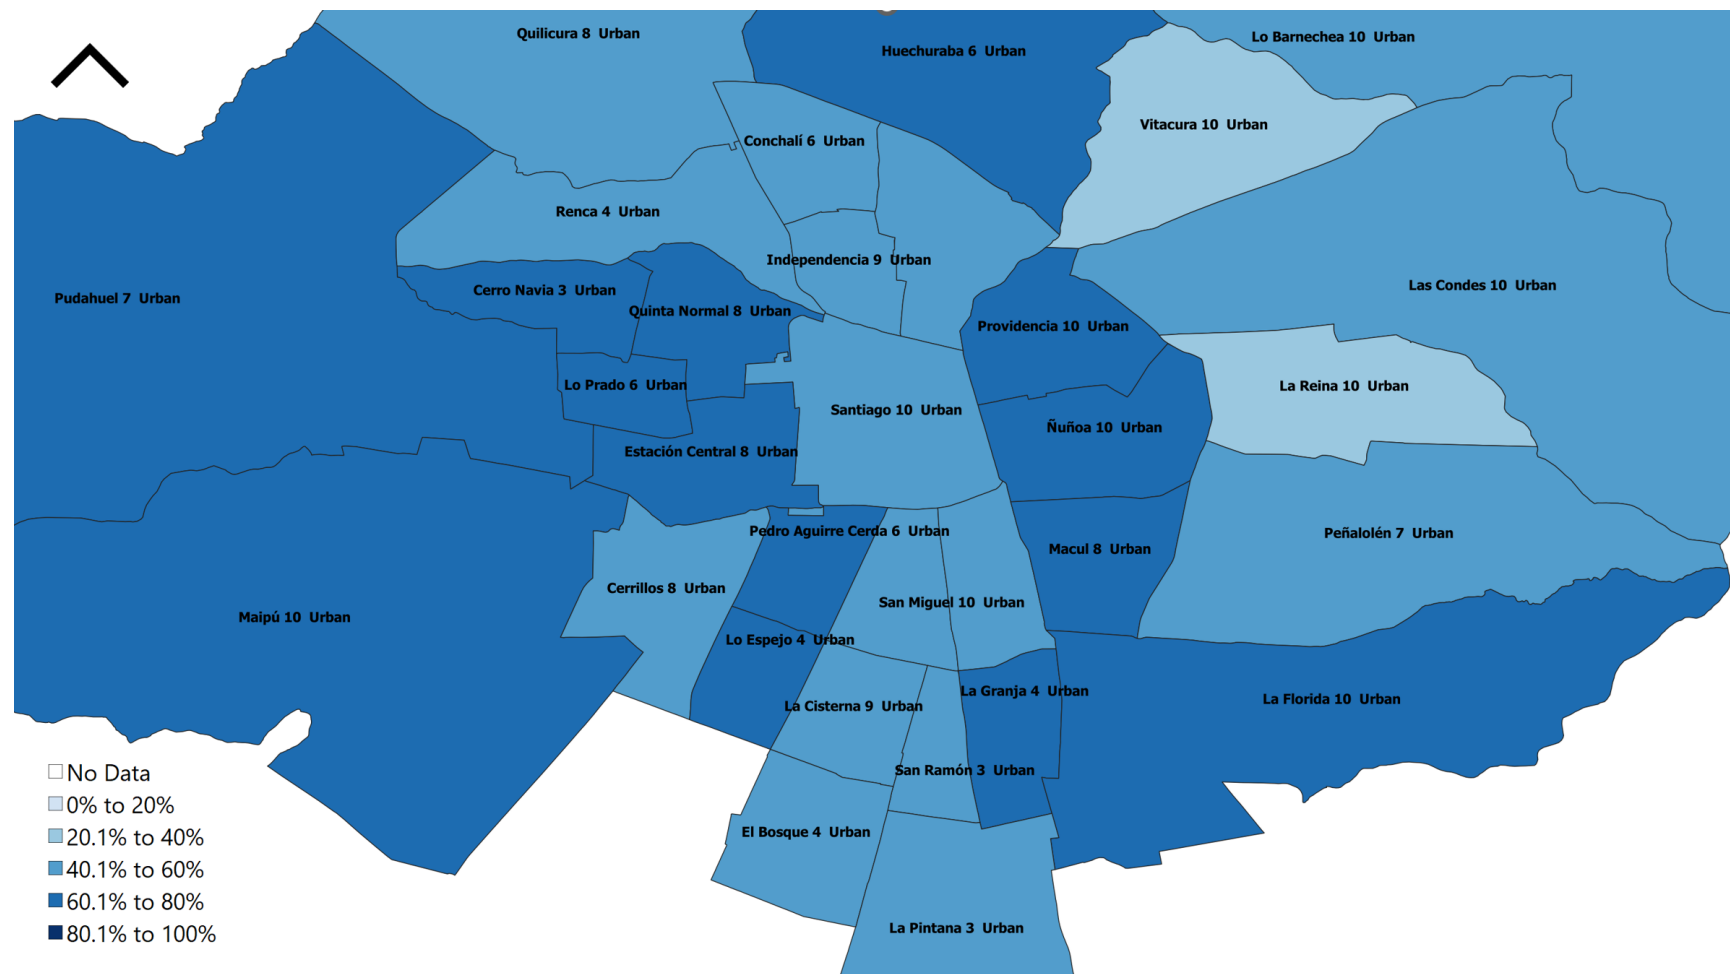 Quilicura 8 Urban
Huechuraba 6 Urban
Lo Barnechea 10 Urban
Vitacura 10 Urban
Conchalí 6 Urban
Renca 4 Urban
Independencia 9 Urban
Pudahuel 7 Urban
Cerro Navia 3 Urban
Quinta Normal 8 Urban
Las Condes 10 Urban
Providencia 10 Urban
Lo Prado 6 Urban
La Reina 10 Urban
Santiago 10 Urban
Ñuñoa 10 Urban
Estación Central 8 Urban
Pedro Aguirre Cerda 6 Urban
Macul 8 Urban
Peñalolén 7 Urban
Cerrillos 8 Urban
San Miguel 10 Urban
Maipú 10 Urban
Lo Espejo 4 Urban
La Granja 4 Urban
La Florida 10 Urban
La Cisterna 9 Urban
San Ramón 3 Urban
El Bosque 4 Urban
La Pintana 3 Urban
No Data
0% to 20%
20.1% to 40%
40.1% to 60%
60.1% to 80%
80.1% to 100%